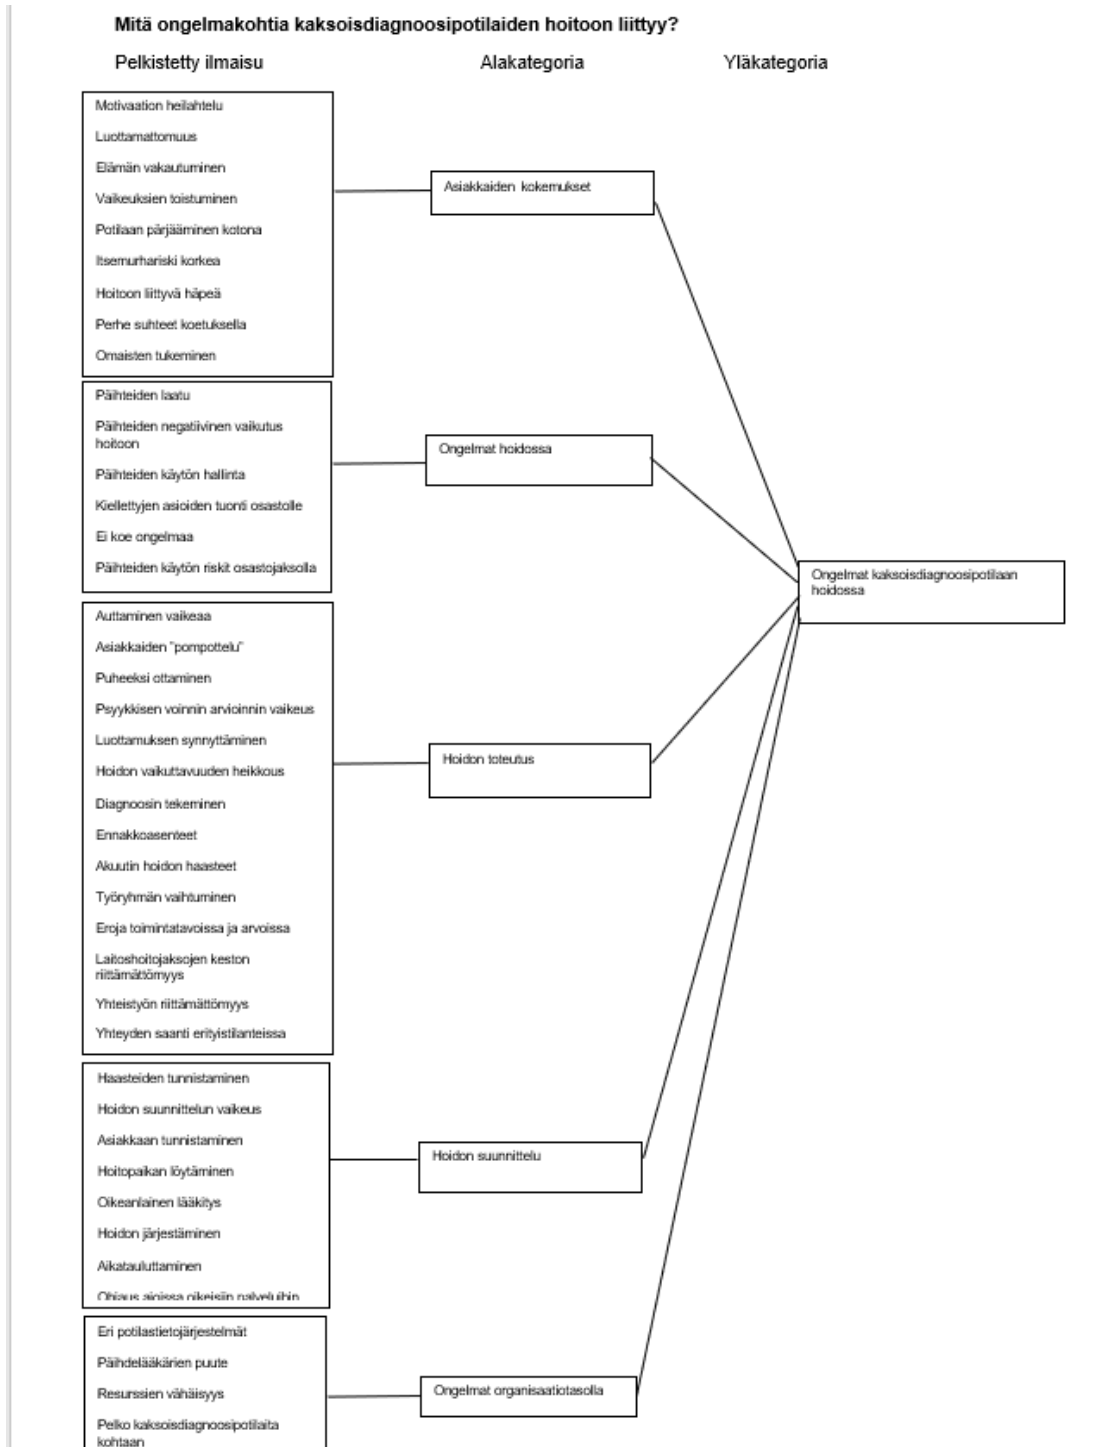 Mitä ongelmakohtia kaksoisdiagnoosipotilaiden hoitoon liittyy?
Pelkistetty ilmaisu
Alakategoria
Yläkategoria
Motivaation heilahtelu
Luottamattomuus
Elämän vakautuminen
Vaikeuksien toistuminen
Potilaan pärjääminen kotona
Itsemurhariski korkea
Hoitoon liittyvä häpeä
Perhe suhteet koetuksella
Omaisten tukeminen
Asiakkaiden kokemukset
Päihteiden laatu
Päihteiden negatiivinen vaikutus
hoitoon
Päihteiden käytön hallinta
Kiellettyjen asioiden tuonti osastolle
Ei koe ongelmaa
Päihteiden käytön riskit osastojaksolla
Ongelmat hoidossa
Ongelmat kaksoisdiagnoosipotilaan
hoidossa
Auttaminen vaikeaa
Asiakkaiden "pompottelu"
Puheeksi ottaminen
Psyykkisen voinnin arvioinnin vaikeus
Luottamuksen synnyttäminen
Hoidon vaikuttavuuden heikkous
Diagnoosin tekeminen
Ennakkoasenteet
Akuutin hoidon haasteet
Työryhmän vaihtuminen
Eroja toimintatavoissa ja arvoissa
Laitoshoitojaksojen keston
riittämättömyys
Yhteistyön riittämättömyys
Yhteyden saanti erityistilanteissa
Hoidon toteutus
Haasteiden tunnistaminen
Hoidon suunnittelun vaikeus
Asiakkaan tunnistaminen
Hoitopaikan löytäminen
Oikeanlainen lääkitys
Hoidon järjestäminen
Aikatauluttaminen
Ohjaus ajoissa oikeisiin palveluihin
Hoidon suunnittelu
Eri potilastietojärjestelmät
Päihdelääkärien puute
Resurssien vähäisyys
Pelko kaksoisdiagnoosipotilaita
kohtaan
Ongelmat organisaatiotasolla